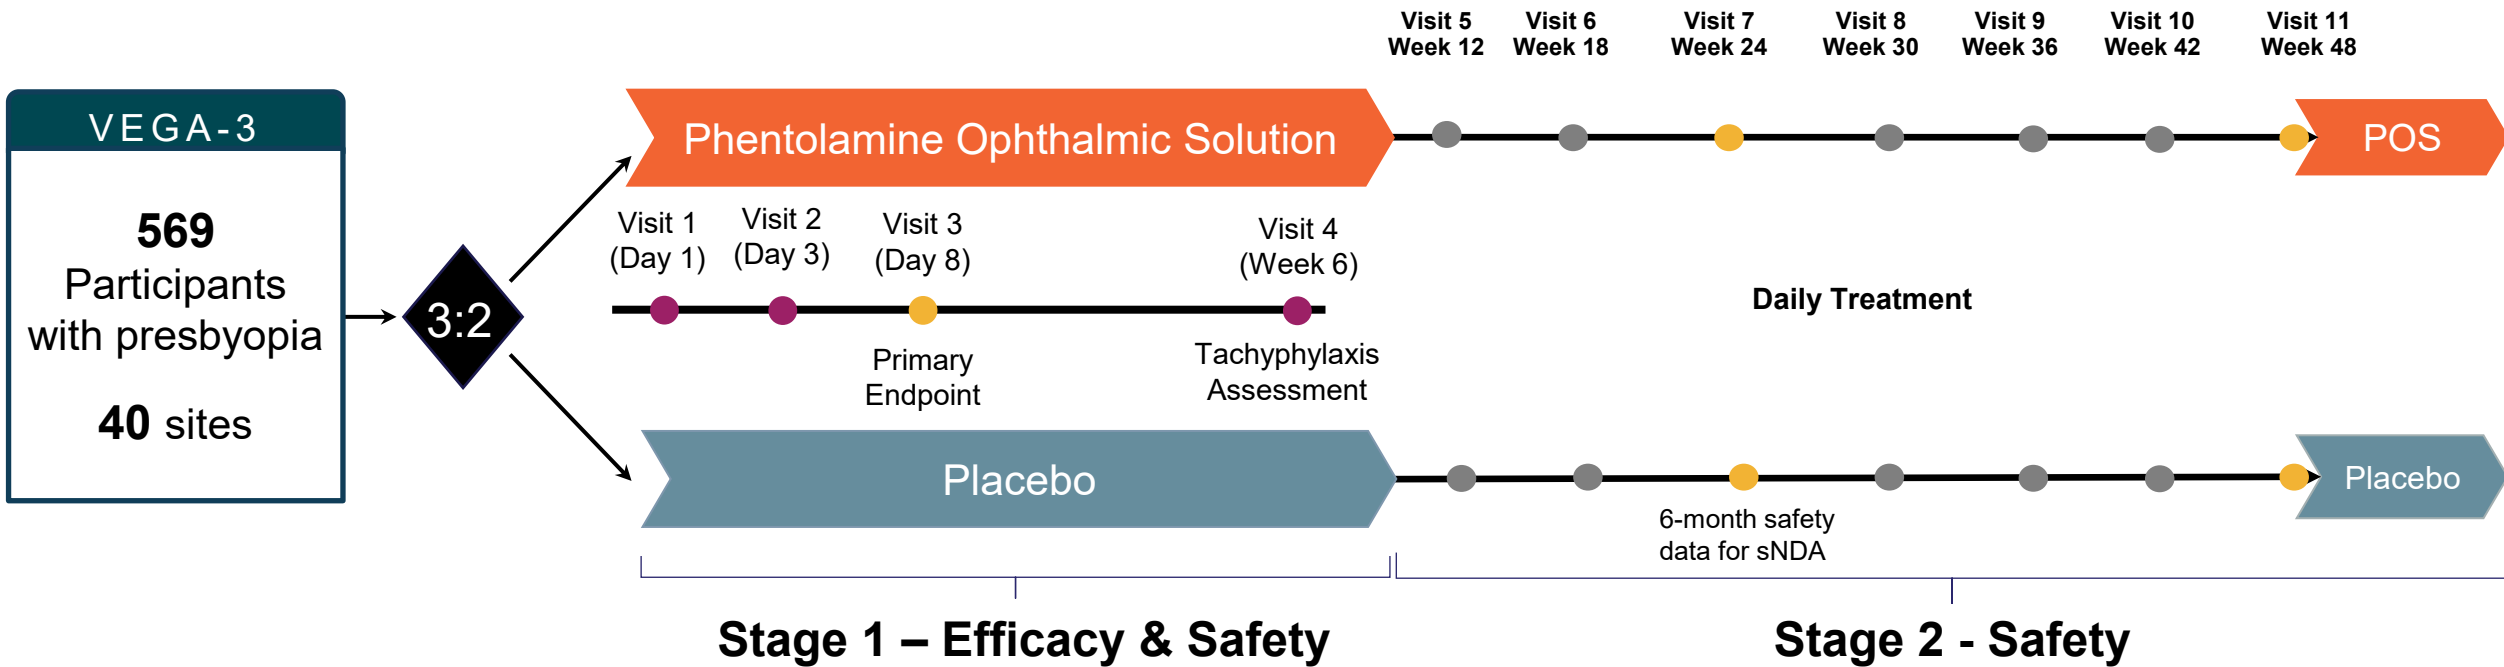 VEGA-3
569
Participants
with presbyopia
40 sites
3:2
Phentolamine Ophthalmic Solution
Visit 1
(Day 1)
Visit 2
(Day 3)
Visit 3
(Day 8)
Visit 4
(Week 6)
Primary
Endpoint
Tachyphylaxis
Assessment
Placebo
Stage 1 – Efficacy & Safety
Visit 5
Week 12
Visit 6
Week 18
Visit 7
Week 24
Visit 8
Week 30
Visit 9
Week 36
Visit 10
Week 42
Visit 11
Week 48
POS
Daily Treatment
Placebo
6-month safety
data for sNDA
Stage 2 - Safety